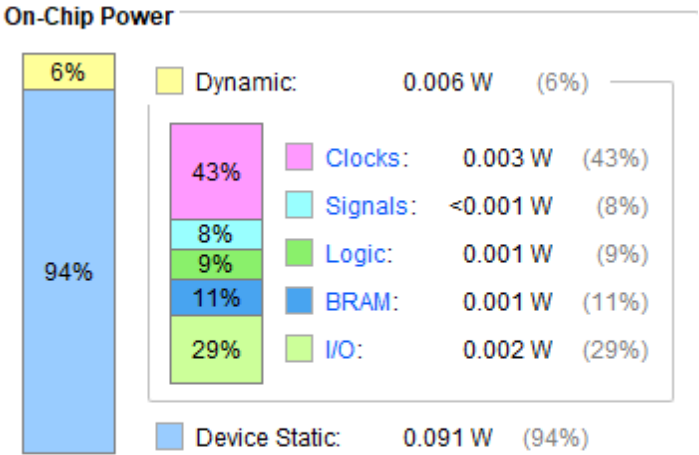 On-Chip Power
6%
Dynamic: 0.006 W (6%)
43%
Clocks: 0.003 W (43%)
8%
Signals: <0.001 W (8%)
9%
Logic: 0.001 W (9%)
94%
11%
BRAM: 0.001 W (11%)
29%
I/O: 0.002 W (29%)
Device Static: 0.091 W (94%)